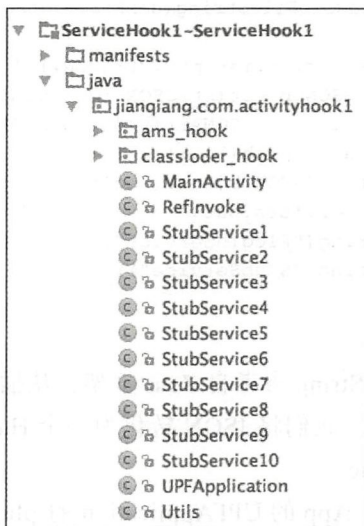 ServiceHook1~ServiceHook1
manifests
java
jianqiang.com.activityhook1
ams_hook
classloder_hook
MainActivity
RefInvoke
StubService1
StubService2
StubService3
StubService4
StubService5
StubService6
StubService7
StubService8
StubService9
StubService10
UPFApplication
Utils